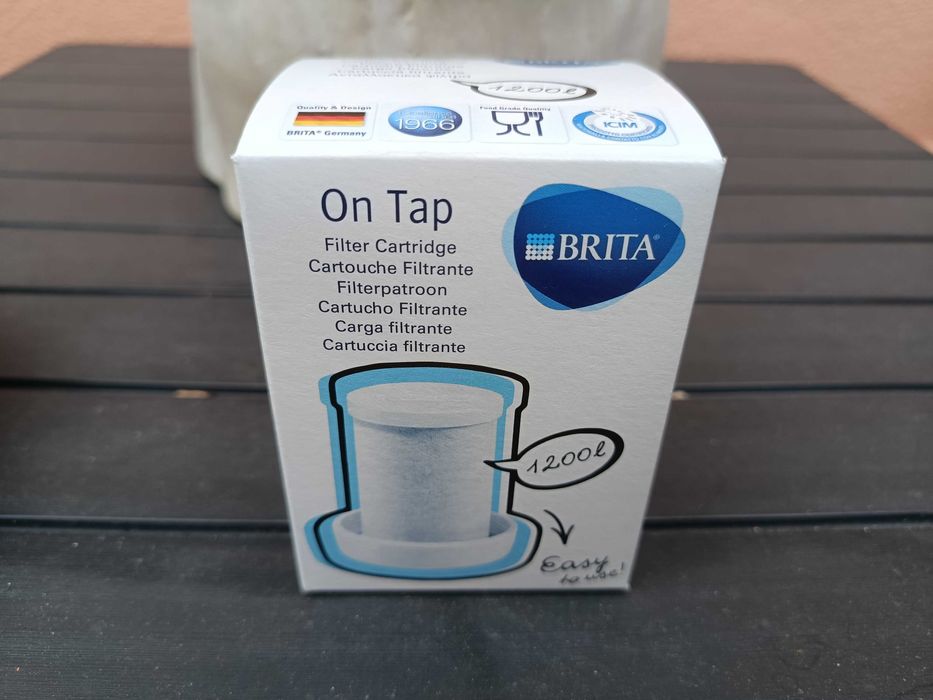 1200l
Quality & Design
BRITA® Germany
1966
Food Grade Quality
KIM
On Tap
Filter Cartridge
Cartouche Filtrante
Filterpatroon
Cartucho Filtrante
Carga filtrante
Cartuccia filtrante
BRITA®
1200l
Easy
to use!